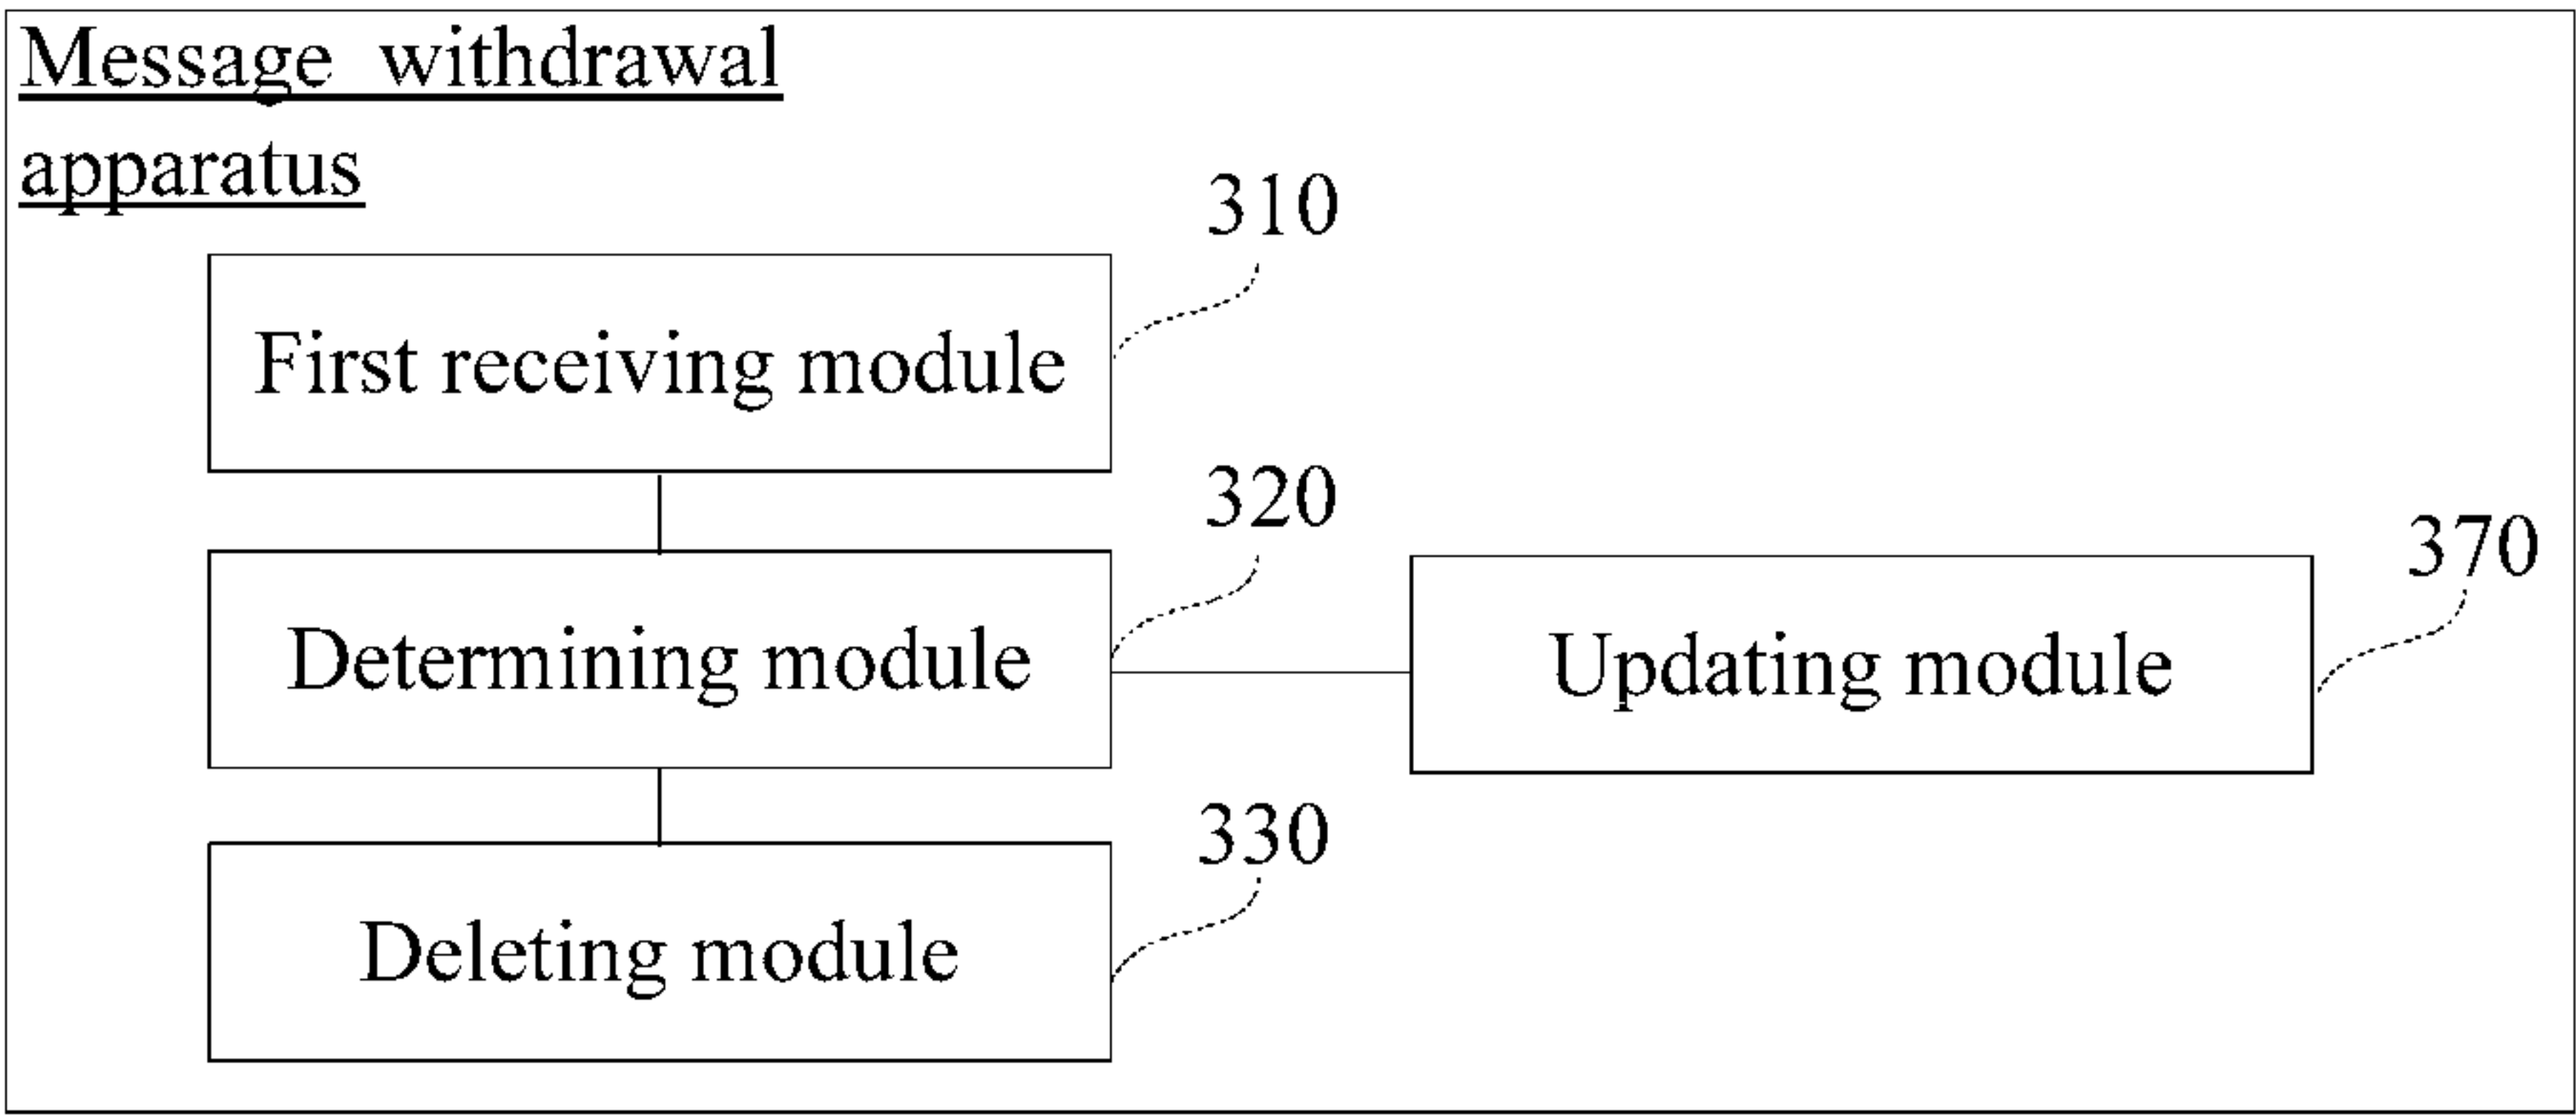 Message withdrawal
apparatus
310
First receiving module
320
370
Determining module
Updating module
330
Deleting module